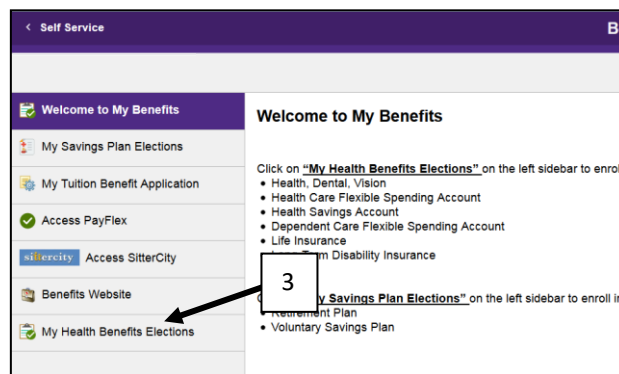 < Self Service
B
Welcome to My Benefits
My Savings Plan Elections
My Tuition Benefit Application
Access PayFlex
sittercity Access SitterCity
Benefits Website
My Health Benefits Elections
Welcome to My Benefits
Click on "My Health Benefits Elections" on the left sidebar to enrol
• Health, Dental, Vision
• Health Care Flexible Spending Account
• Health Savings Account
• Dependent Care Flexible Spending Account
• Life Insurance
Disability Insurance
3
Savings Plan Elections" on the left sidebar to enroll i
• Retirement Plan
• Voluntary Savings Plan